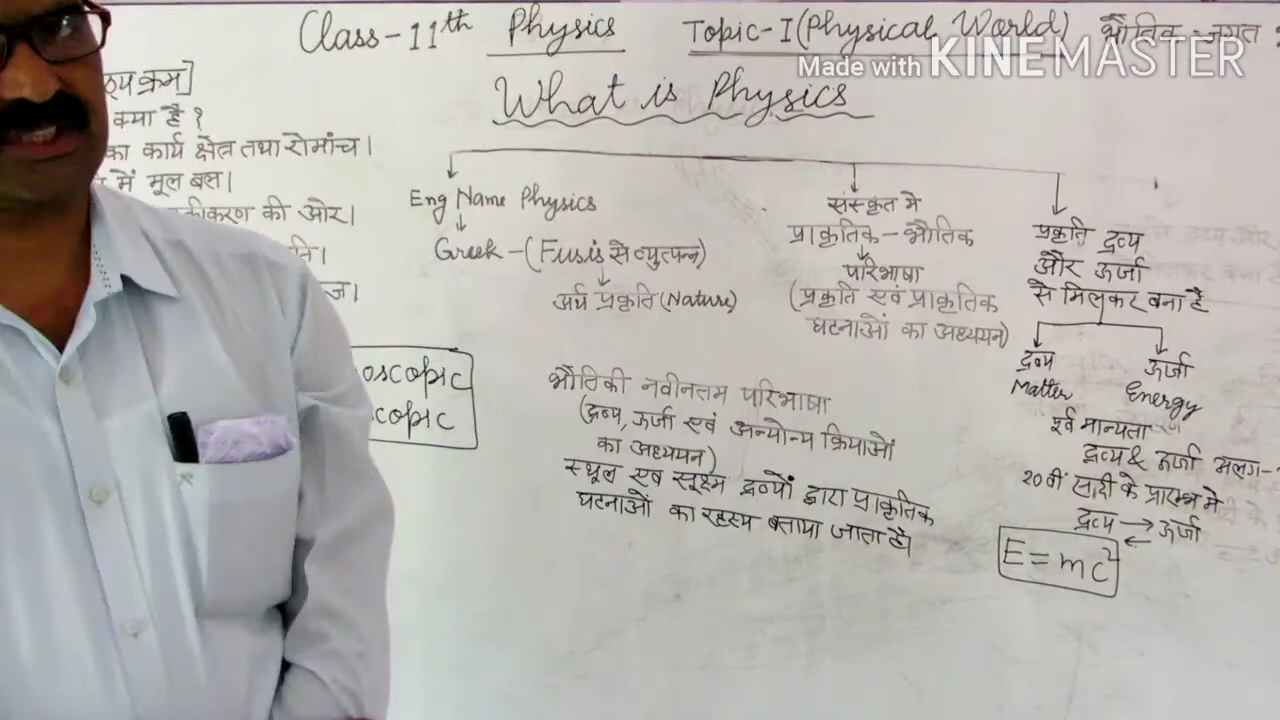 Class-11th Physics Topic-I (Physical World) भौतिक जगत
Made with KINEMASTER
What is Physics
ठ्य क्रम]
क्या है?
का कार्य क्षेत्र तथा रोमांच।
में मूल बल।
कीकरण की ओर।
oscopic
copic
Eng Name Physics
Greek-(Fusis से व्युत्पन्न)
अर्थ प्रकृति (Nature)
संस्कृत मे
प्राकृतिक-भौतिक
परिभाषा
(प्रकृति एवं प्राकृतिक
घटनाओं का अध्ययन)
प्रकृति द्रव्य
और ऊर्जा
से मिलकर बना है
द्रव्य
Matter
ऊर्जा
Energy
पूर्व मान्यता
द्रव्य & ऊर्जा अलग-
20वीं सदी के प्रारम्भ मे
द्रव्य → ऊर्जा
←
E = mc²
भौतिकी नवीनतम परिभाषा
(द्रव्य, ऊर्जा एवं अन्योन्य क्रियाओं
का अध्ययन)
स्थूल एव सूक्ष्म द्रव्यों द्वारा प्राकृतिक
घटनाओं का रहस्य बताया जाता है।